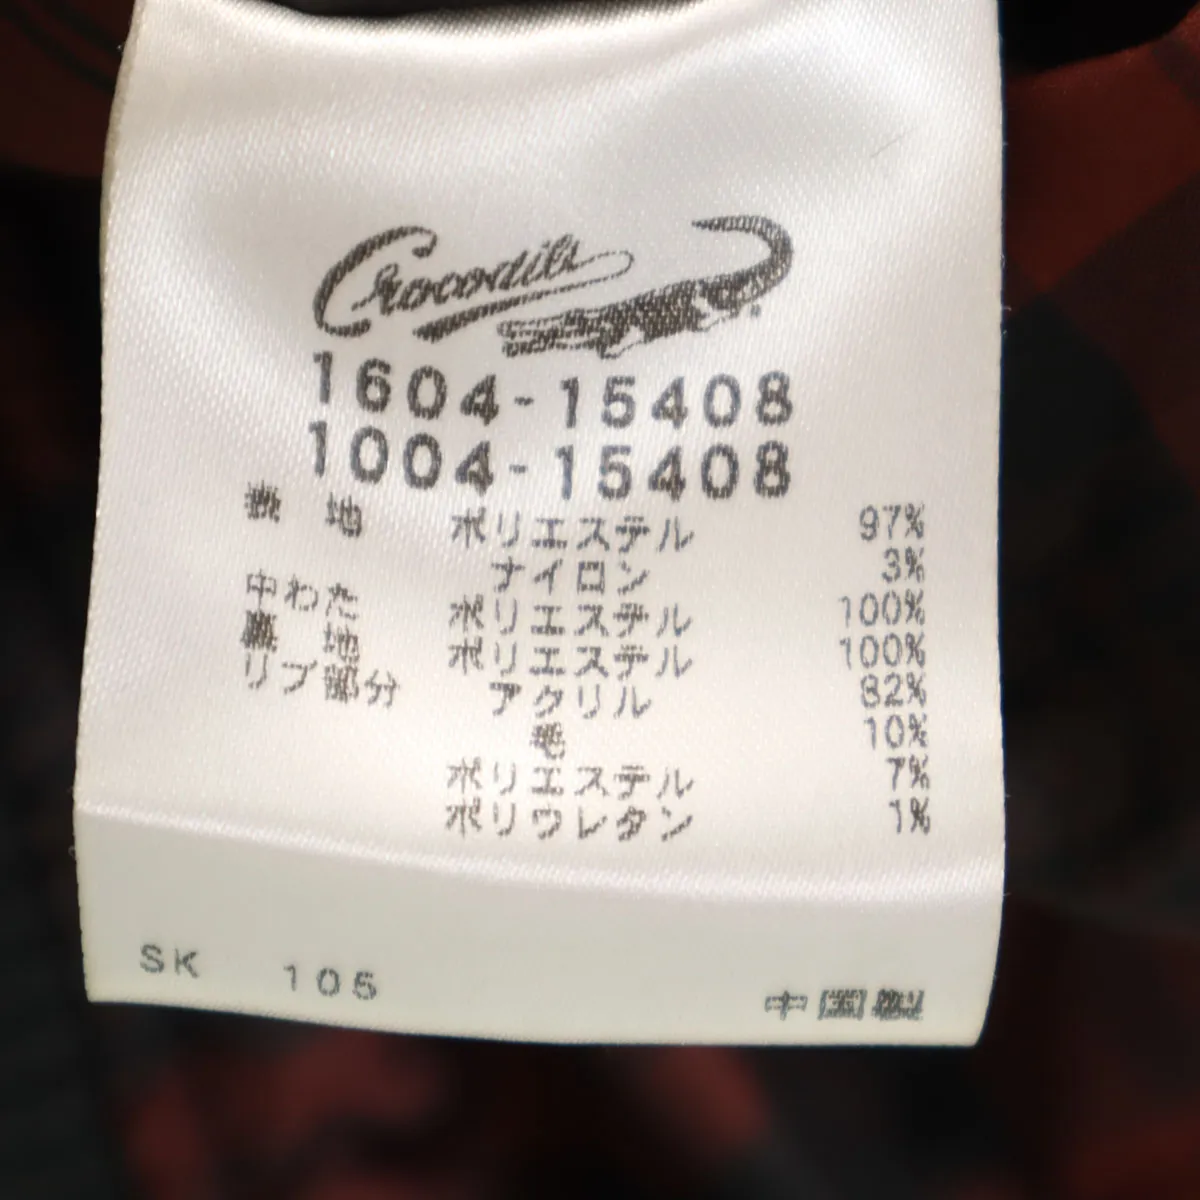 Crocodile
1604-15408
1004-15408
表 地 ポリエステル 97%
ナイロン 3%
中わた ポリエステル 100%
裏 地 ポリエステル 100%
リブ部分 アクリル 82%
毛 10%
ポリエステル 7%
ポリウレタン 1%
SK 105 中国製